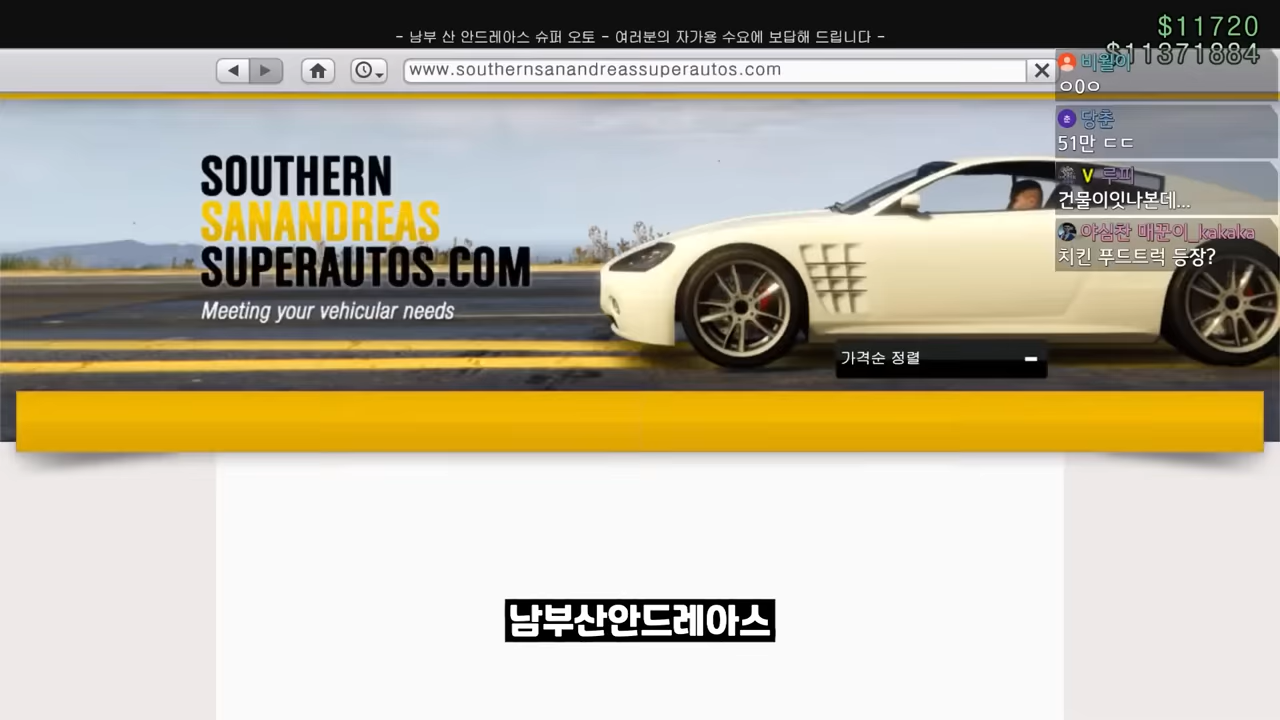 - 남부 산 안드레아스 슈퍼 오토 - 여러분의 자가용 수요에 보답해 드립니다 -
$11720
$11371884
www.southernsanandreassuperautos.com
비월이
ㅇ0ㅇ
춘 당춘
51만 ㄷㄷ
V 루피
건물이잇나본데...
야심찬 매꾼이_kakaka
치킨 푸드트럭 등장?
SOUTHERN
SANANDREAS
SUPERAUTOS.COM
Meeting your vehicular needs
가격순 정렬
남부산안드레아스